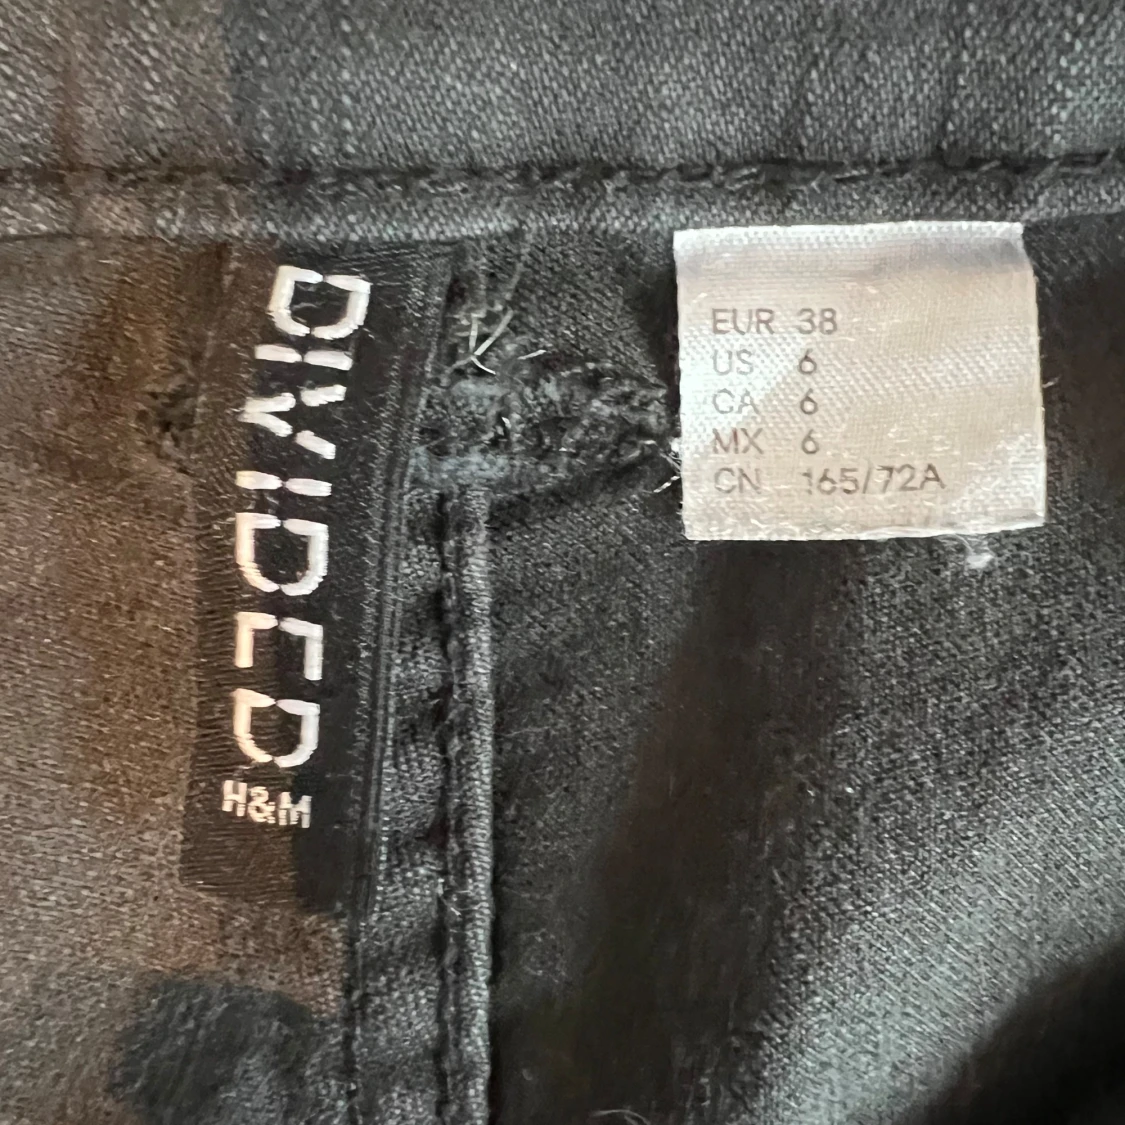 DIVIDED
H&M
EUR 38
US 6
CA 6
MX 6
CN 165/72A